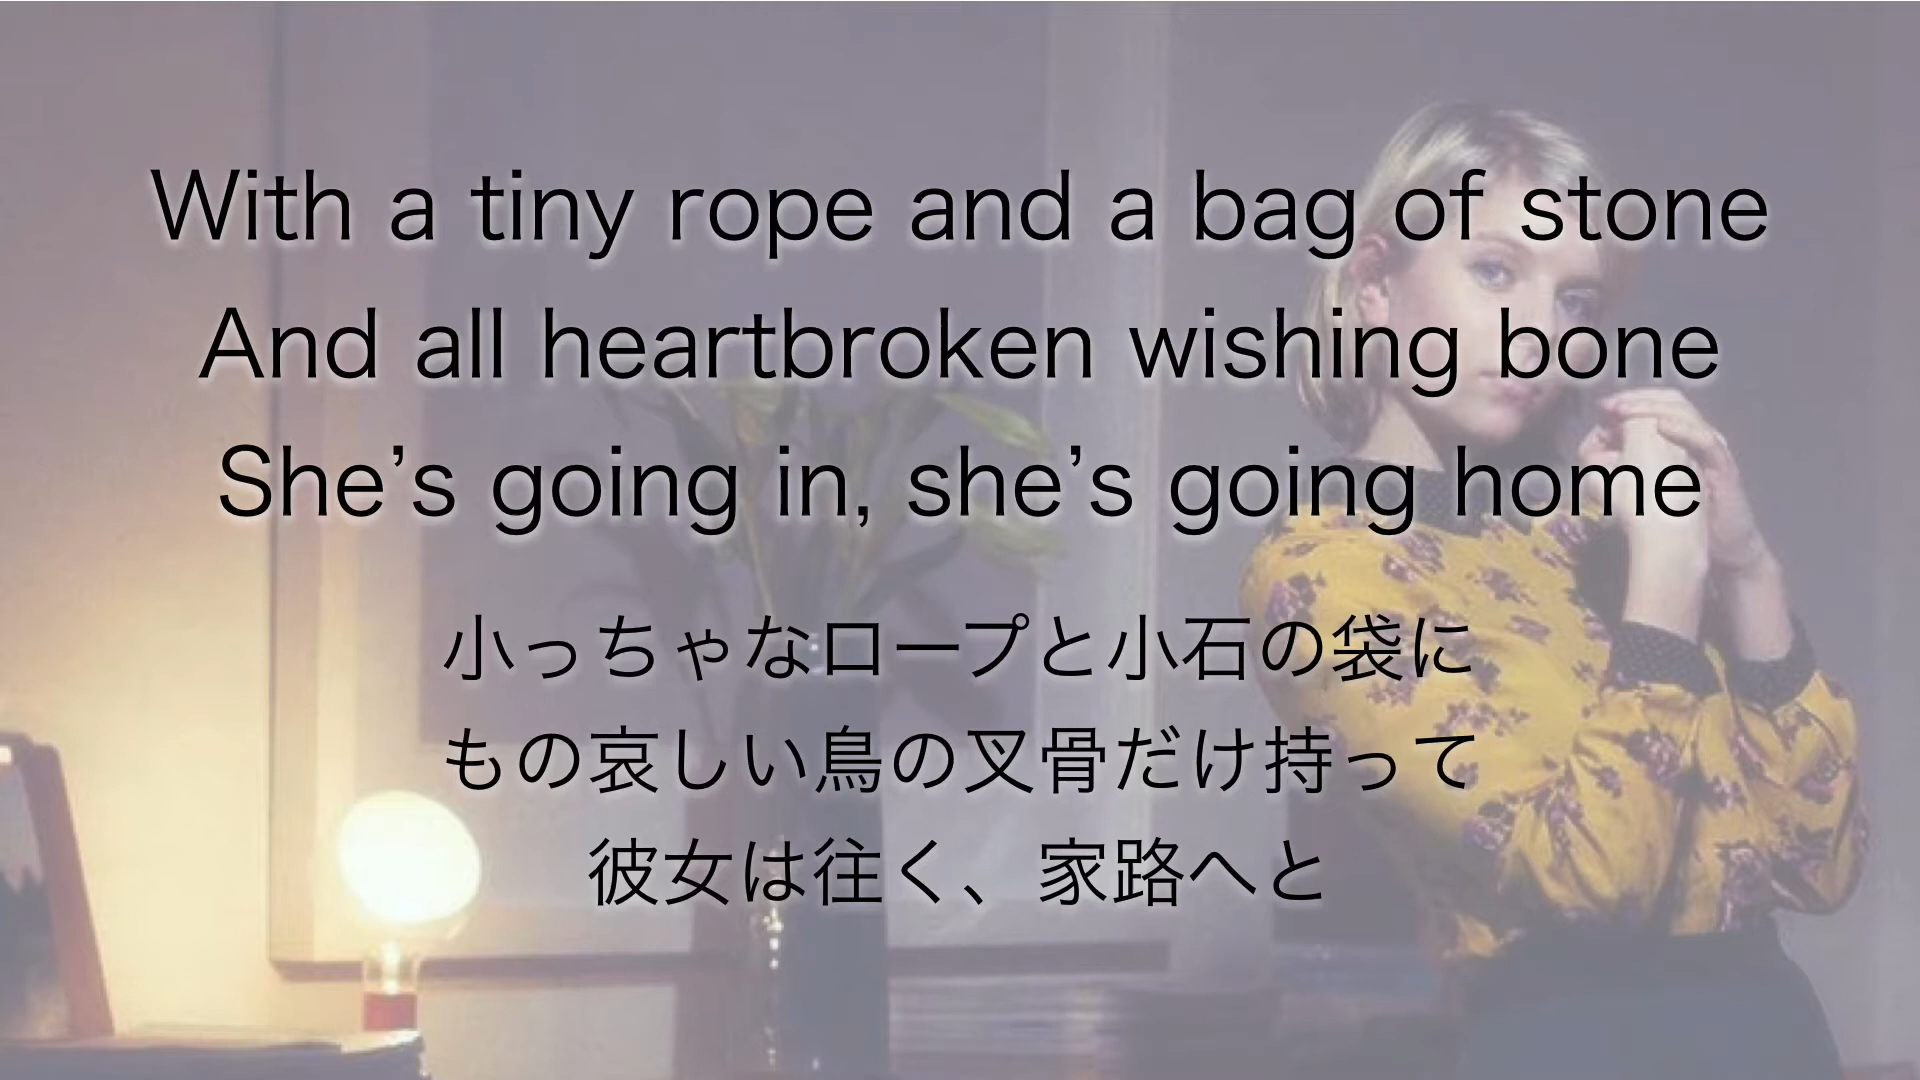 With a tiny rope and a bag of stone
And all heartbroken wishing bone
She’s going in, she’s going home
小っちゃなロープと小石の袋に
もの哀しい鳥の叉骨だけ持って
彼女は往く、家路へと